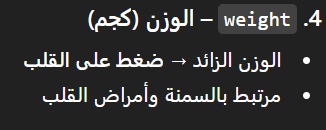 4. weight – الوزن (كجم)
• الوزن الزائد → ضغط على القلب
• مرتبط بالسمنة وأمراض القلب